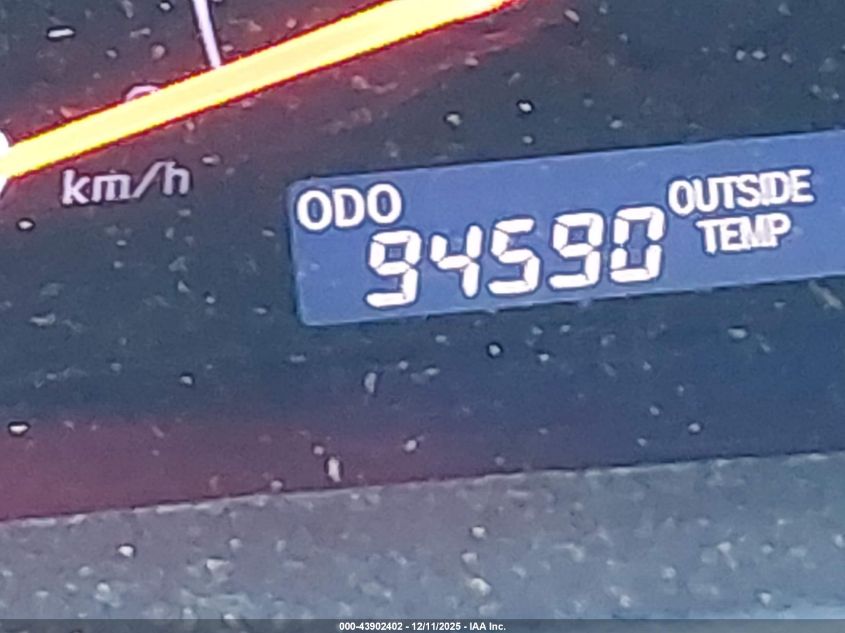 km/h
ODO
94590
OUTSIDE
TEMP
000-43902402 - 12/11/2025 - IAA Inc.